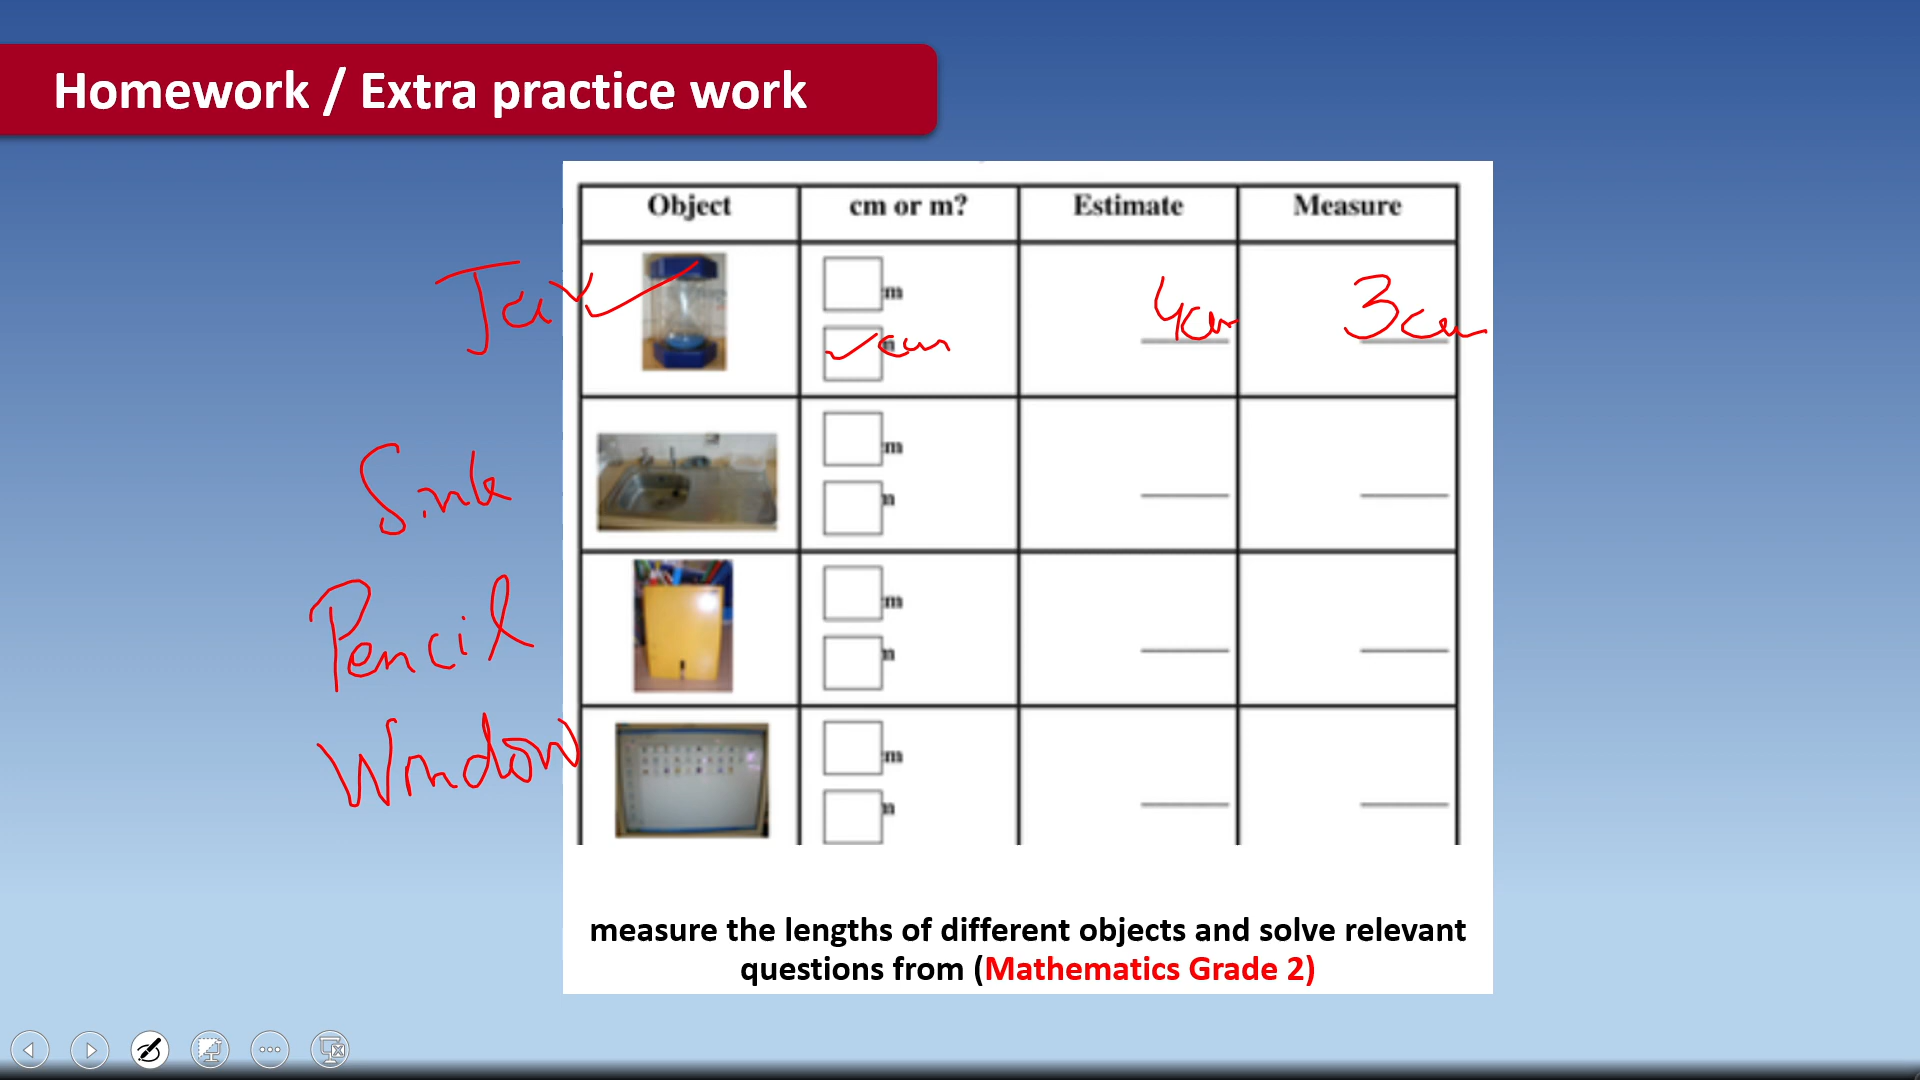 Homework / Extra practice work
Object cm or m? Estimate Measure
Jar m 4cm 3cm
cm
Sink m
m
Pencil m
m
Window m
m
measure the lengths of different objects and solve relevant
questions from (Mathematics Grade 2)